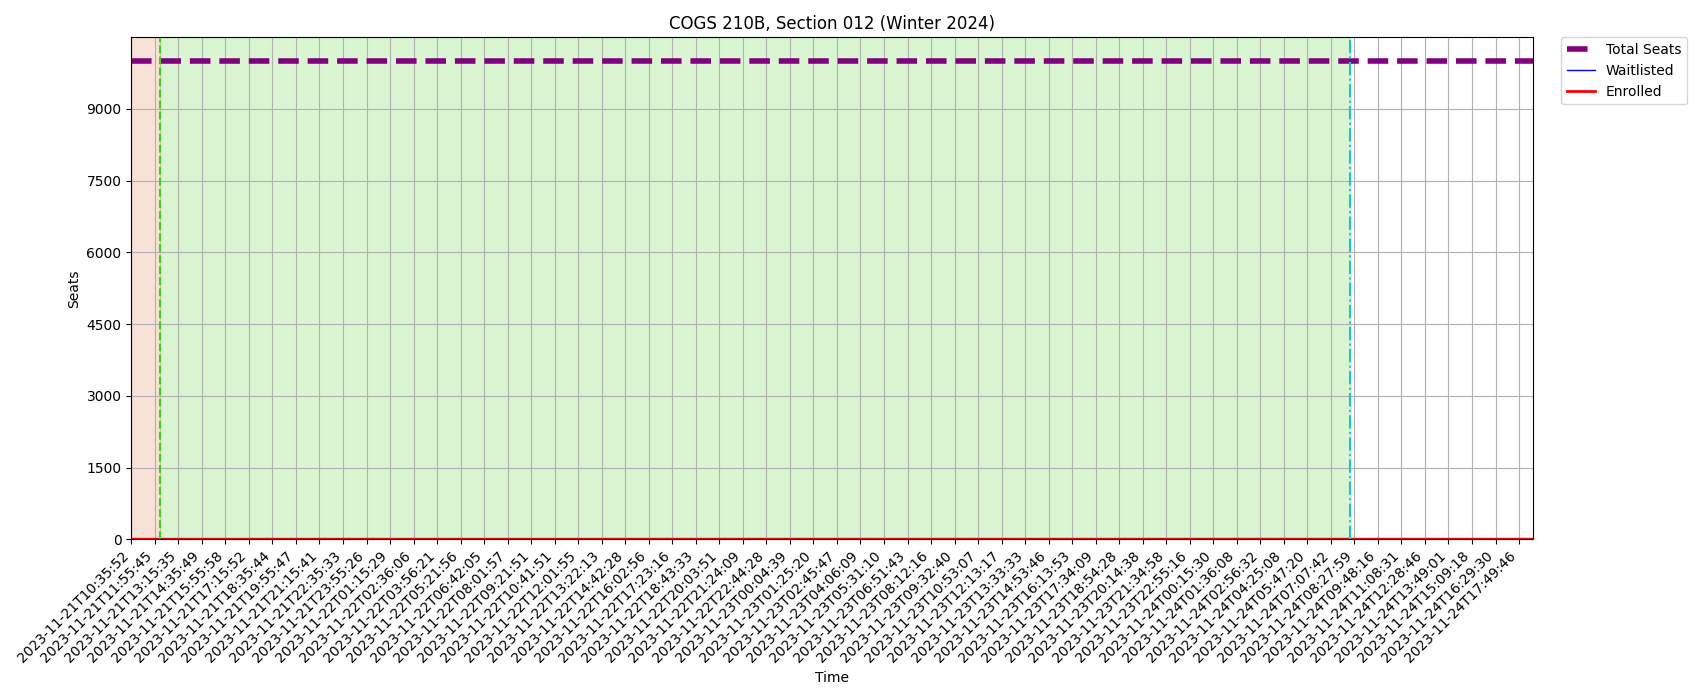 COGS 210B, Section 012 (Winter 2024)
Total Seats
Waitlisted
Enrolled
Seats
9000
7500
6000
4500
3000
1500
0
2023-11-21T10:35:52
2023-11-21T11:55:45
2023-11-21T13:15:35
2023-11-21T14:35:49
2023-11-21T15:55:58
2023-11-21T17:15:52
2023-11-21T18:35:44
2023-11-21T19:55:47
2023-11-21T21:15:41
2023-11-21T22:35:33
2023-11-21T23:55:26
2023-11-22T01:15:29
2023-11-22T02:36:06
2023-11-22T03:56:21
2023-11-22T05:21:56
2023-11-22T06:42:05
2023-11-22T08:01:57
2023-11-22T09:21:51
2023-11-22T10:41:51
2023-11-22T12:01:55
2023-11-22T13:22:13
2023-11-22T14:42:28
2023-11-22T16:02:56
2023-11-22T17:23:16
2023-11-22T18:43:33
2023-11-22T20:03:51
2023-11-22T21:24:09
2023-11-22T22:44:28
2023-11-23T00:04:39
2023-11-23T01:25:20
2023-11-23T02:45:47
2023-11-23T04:06:09
2023-11-23T05:31:10
2023-11-23T06:51:43
2023-11-23T08:12:16
2023-11-23T09:32:40
2023-11-23T10:53:07
2023-11-23T12:13:17
2023-11-23T13:33:33
2023-11-23T14:53:46
2023-11-23T16:13:53
2023-11-23T17:34:09
2023-11-23T18:54:28
2023-11-23T20:14:38
2023-11-23T21:34:58
2023-11-23T22:55:16
2023-11-24T00:15:30
2023-11-24T01:36:08
2023-11-24T02:56:32
2023-11-24T04:25:08
2023-11-24T05:47:20
2023-11-24T07:07:42
2023-11-24T08:27:59
2023-11-24T09:48:16
2023-11-24T11:08:31
2023-11-24T12:28:46
2023-11-24T13:49:01
2023-11-24T15:09:18
2023-11-24T16:29:30
2023-11-24T17:49:46
Time